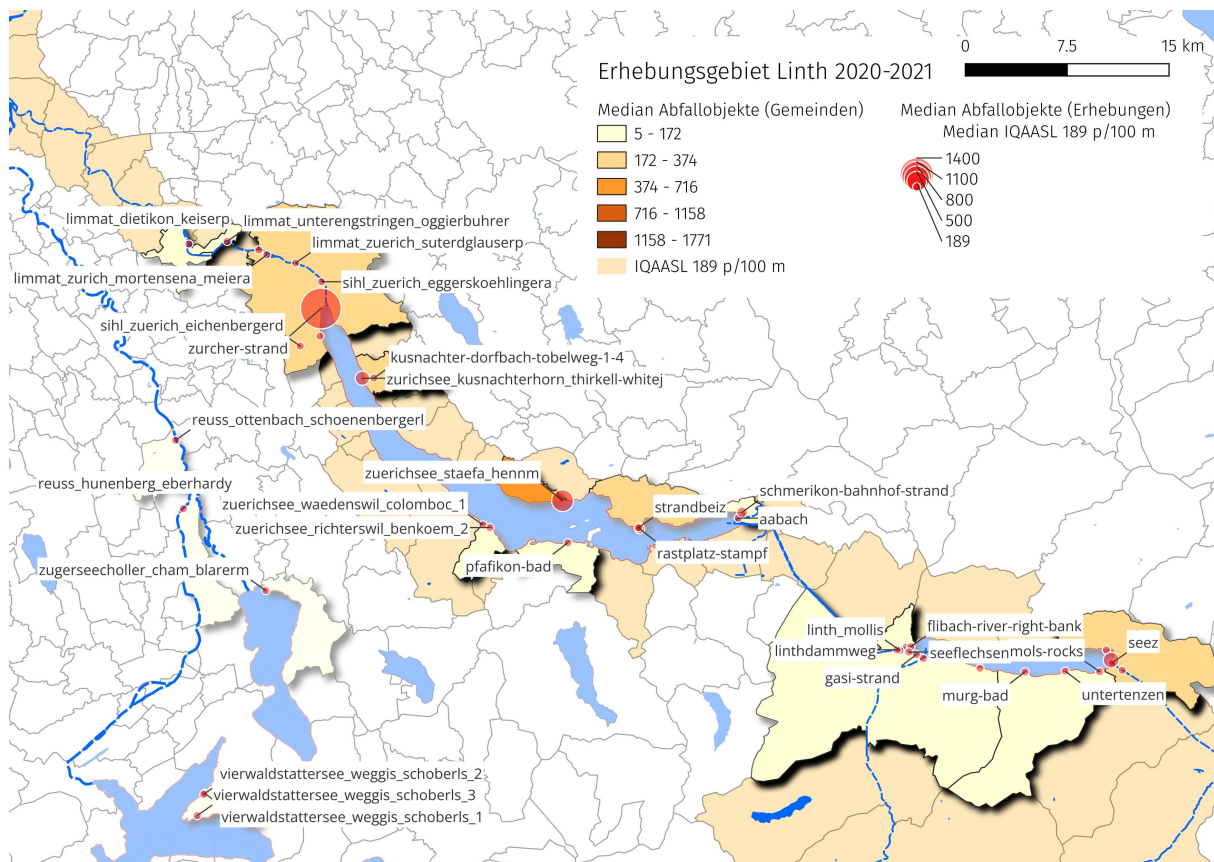 0 7.5 15 km
Erhebungsgebiet Linth 2020-2021
Median Abfallobjekte (Gemeinden)
5 - 172
172 - 374
374 - 716
716 - 1158
1158 - 1771
IQAASL 189 p/100 m
Median Abfallobjekte (Erhebungen)
Median IQAASL 189 p/100 m
1400
1100
800
500
189
limmat_dietikon_keiserp
limmat_unterengstringen_oggierbuhrer
limmat_zuerich_suterdglauserp
limmat_zurich_mortensena_meiera
sihl_zuerich_eggerskoehlingera
sihl_zuerich_eichenbergerd
zurcher-strand
kusnachter-dorfbach-tobelweg-1-4
zurichsee_kusnachterhorn_thirkell-whitej
reuss_ottenbach_schoenenbergerl
zuerichsee_staefa_hennm
reuss_hunenberg_eberhardy
zuerichsee_waedenswil_colomboc_1
zuerichsee_richterswil_benkoem_2
strandbeiz
schmerikon-bahnhof-strand
aabach
rastplatz-stampf
pfafikon-bad
zugerseecholler_cham_blarerm
linth_mollis
flibach-river-right-bank
linthdammweg
seeflechsen
mols-rocks
seez
gasi-strand
murg-bad
untertenzen
vierwaldstattersee_weggis_schoberls_2
vierwaldstattersee_weggis_schoberls_3
vierwaldstattersee_weggis_schoberls_1